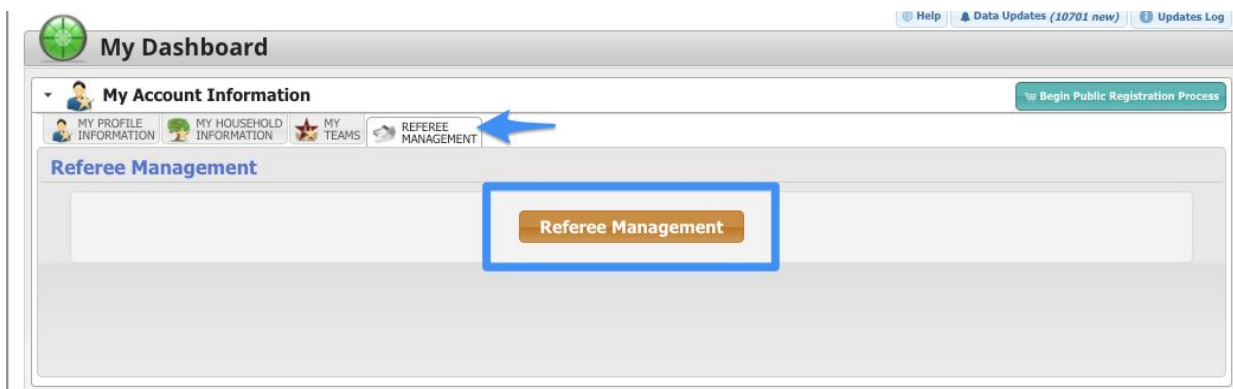 Help
Data Updates (10701 new)
Updates Log
My Dashboard
My Account Information
Begin Public Registration Process
MY PROFILE
INFORMATION
MY HOUSEHOLD
INFORMATION
MY
TEAMS
REFEREE
MANAGEMENT
Referee Management
Referee Management